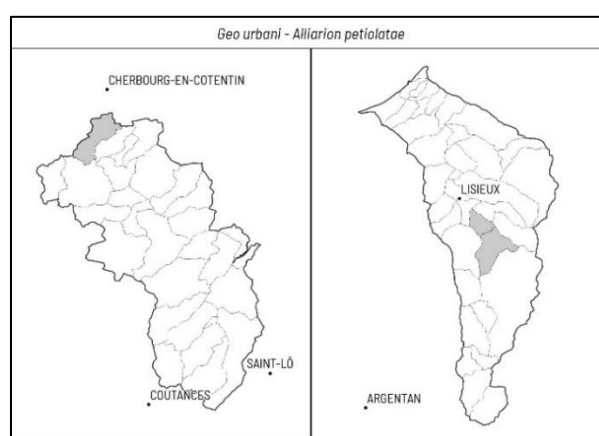 Geo urbani - Alliarion petiolatae
CHERBOURG-EN-COTENTIN
SAINT-LÔ
COUTANCES
LISIEUX
ARGENTAN